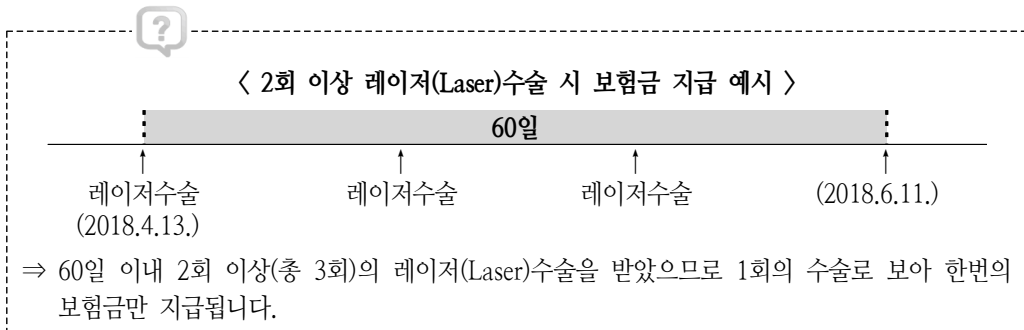 ?
〈 2회 이상 레이저(Laser)수술 시 보험금 지급 예시 〉
60일
레이저수술 레이저수술 레이저수술 (2018.6.11.)
(2018.4.13.)
⇒ 60일 이내 2회 이상(총 3회)의 레이저(Laser)수술을 받았으므로 1회의 수술로 보아 한번의
보험금만 지급됩니다.